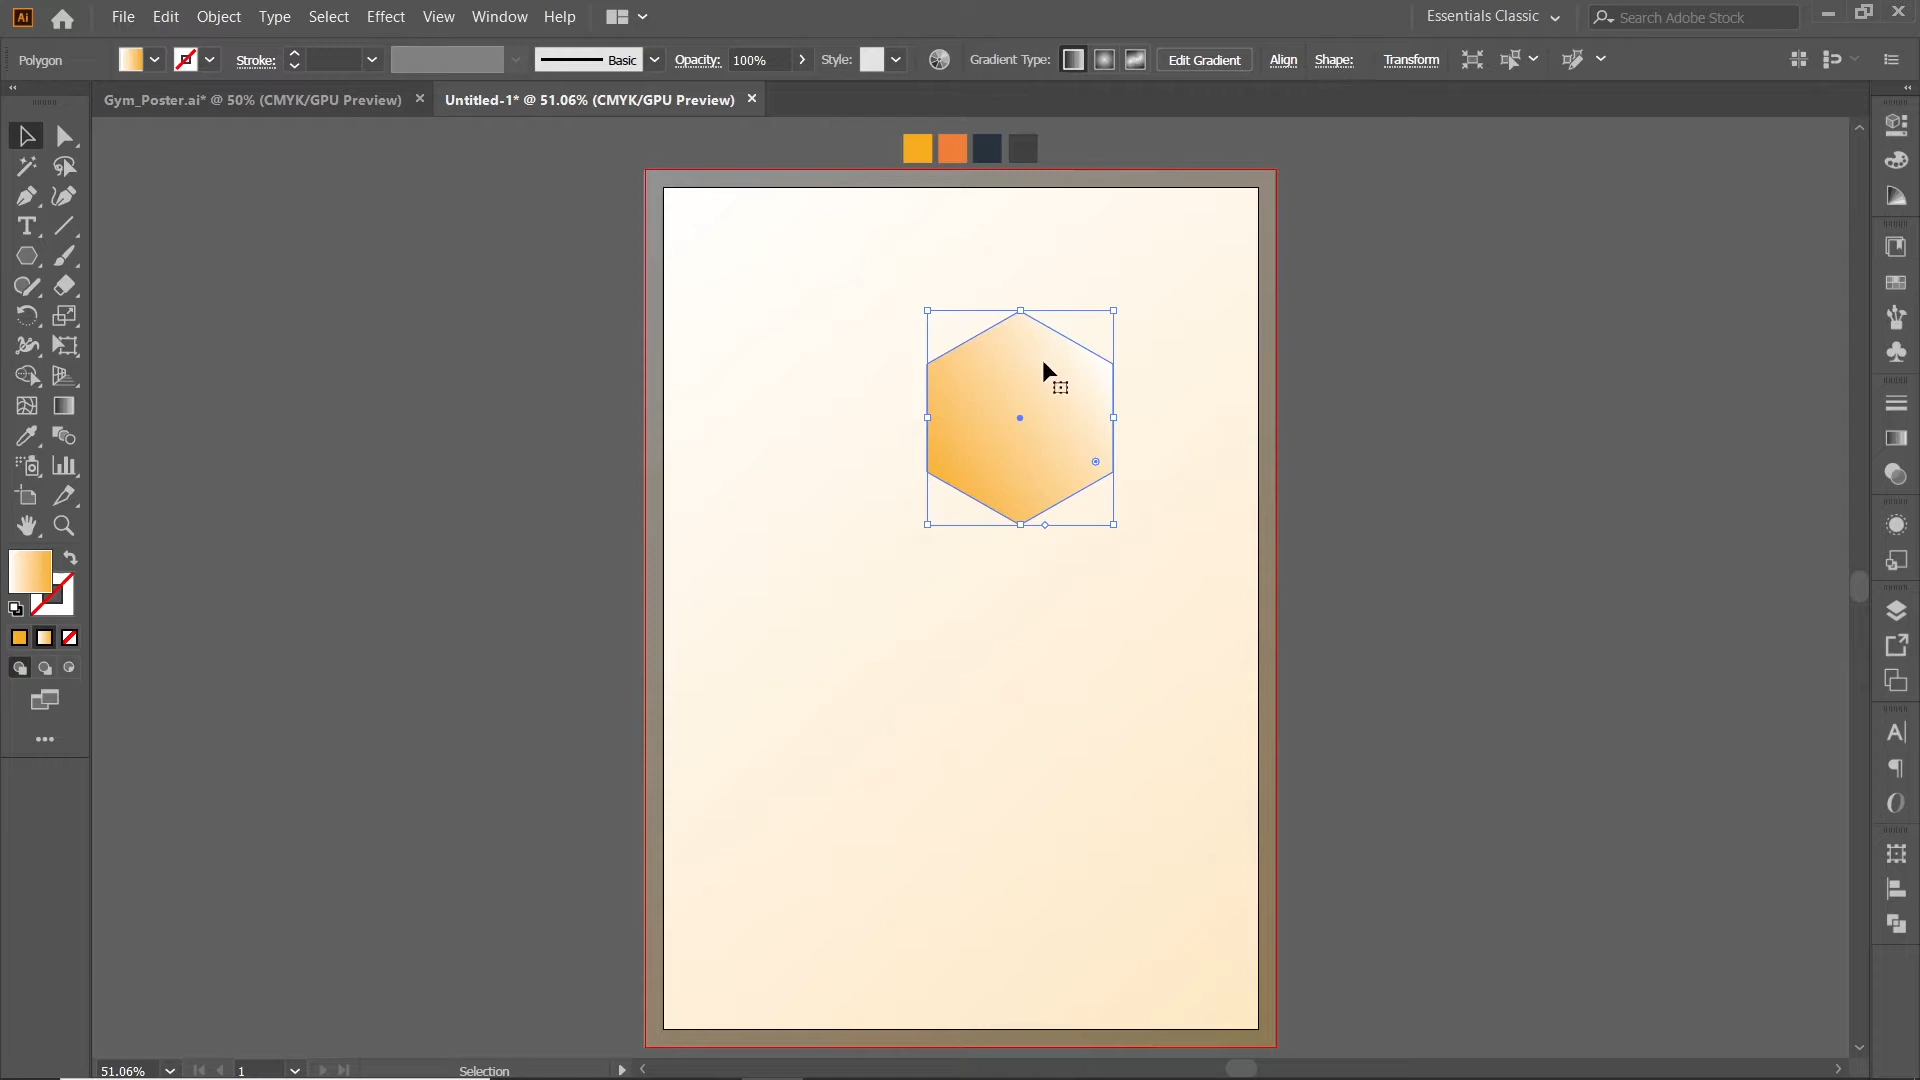 Ai File Edit Object Type Select Effect View Window Help Essentials Classic Search Adobe Stock
Polygon Stroke: Basic Opacity: 100% Style: Gradient Type: Edit Gradient Align Shape: Transform
Gym_Poster.ai* @ 50% (CMYK/GPU Preview) Untitled-1* @ 51.06% (CMYK/GPU Preview)
51.06% 1 Selection